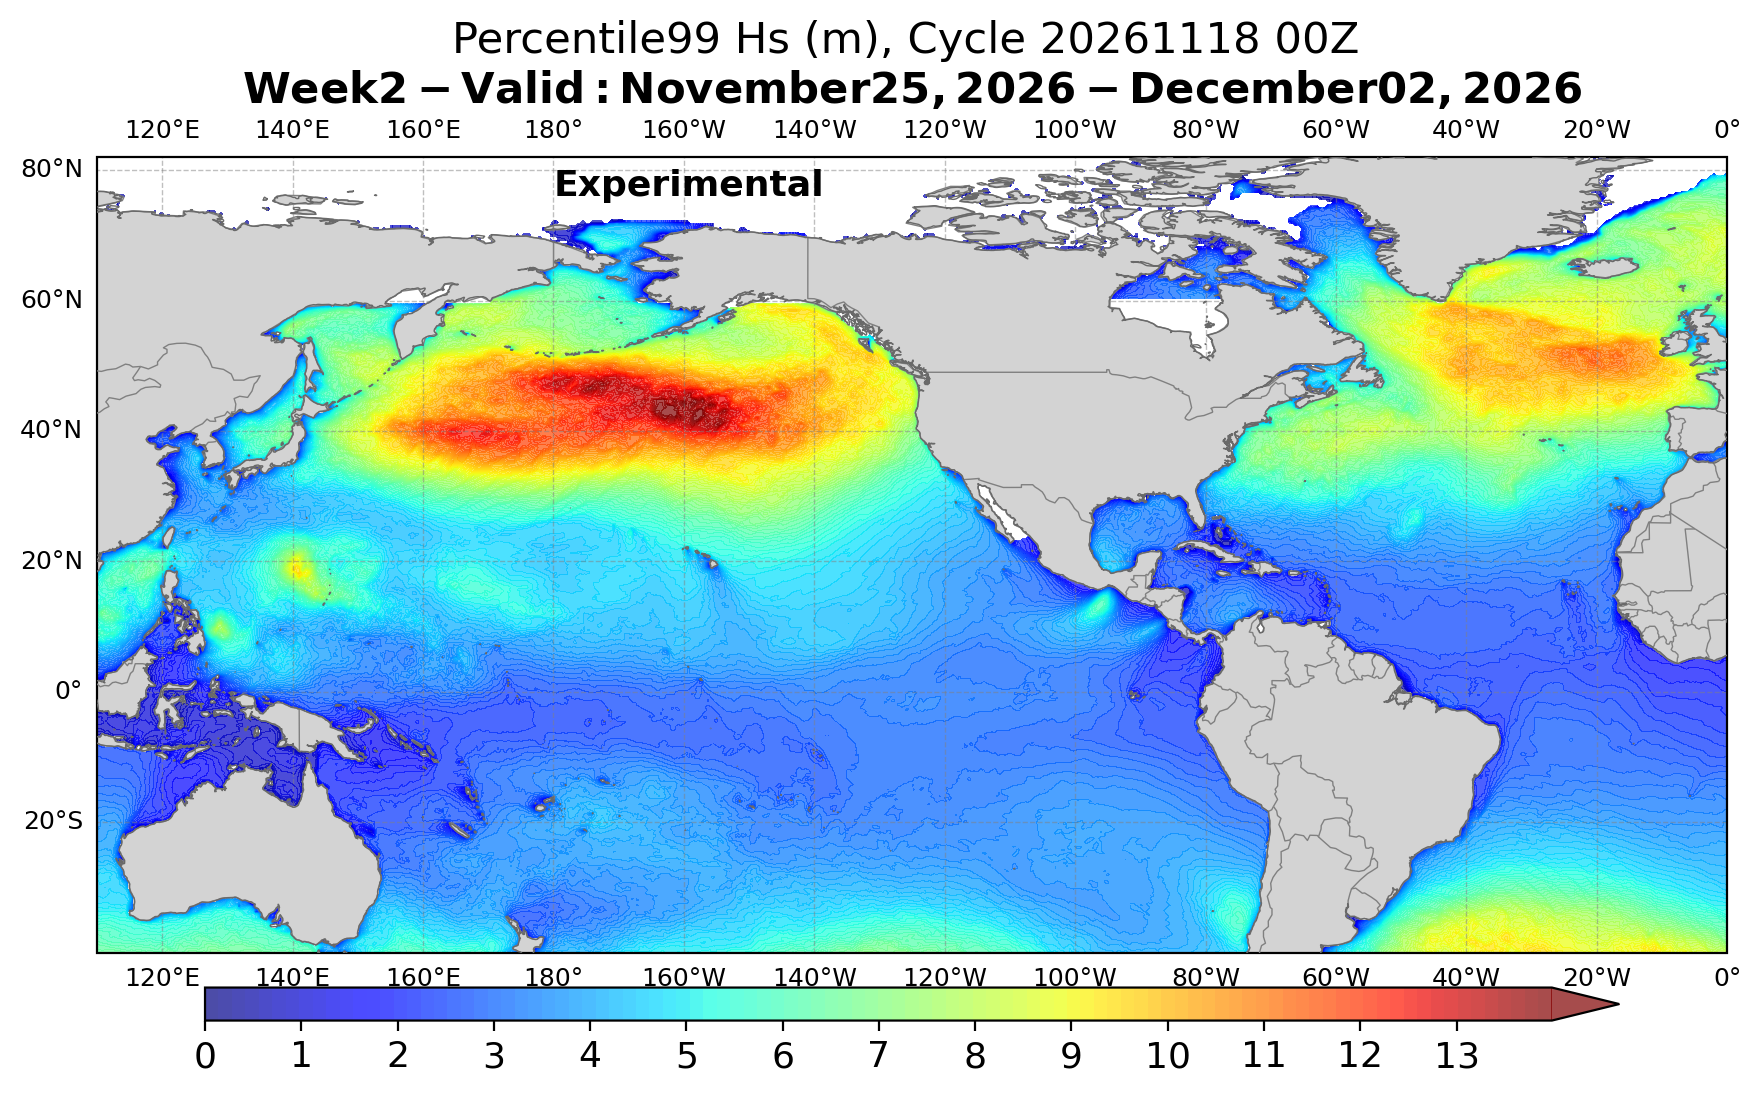 Percentile99 Hs (m), Cycle 20261118 00Z
Week2 − Valid : November25, 2026 − December02, 2026
120°E 140°E 160°E 180° 160°W 140°W 120°W 100°W 80°W 60°W 40°W 20°W 0°
80°N
Experimental
60°N
40°N
20°N
0°
20°S
120°E 140°E 160°E 180° 160°W 140°W 120°W 100°W 80°W 60°W 40°W 20°W 0°
0 1 2 3 4 5 6 7 8 9 10 11 12 13